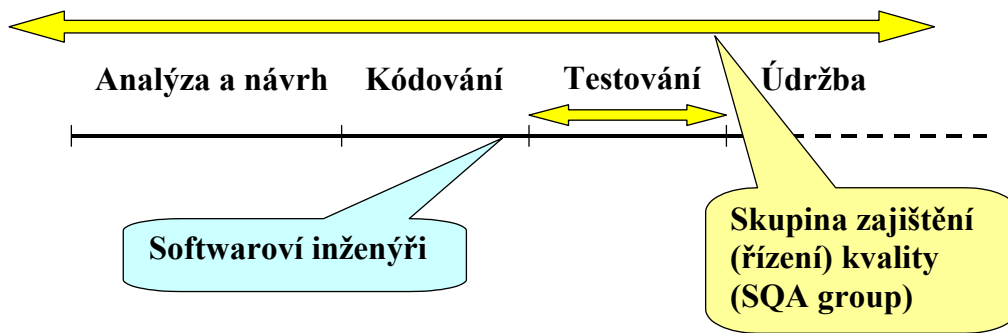 Analýza a návrh Kódování Testování Údržba
Softwaroví inženýři
Skupina zajištění
(řízení) kvality
(SQA group)